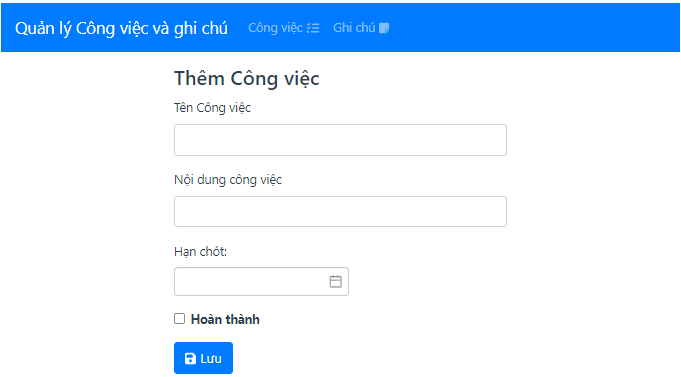 Quản lý Công việc và ghi chú Công việc Ghi chú
Thêm Công việc
Tên Công việc
Nội dung công việc
Hạn chót:
Hoàn thành
Lưu